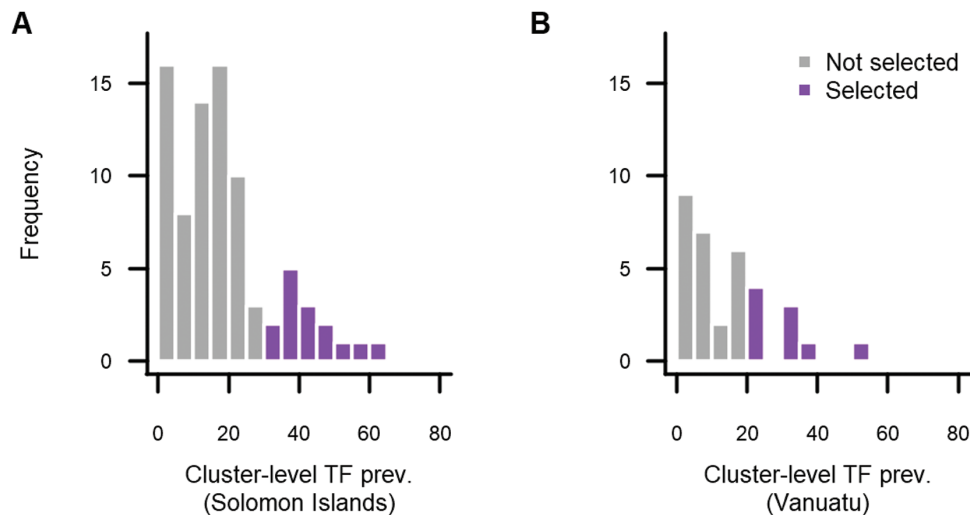 A
Frequency
15
10
5
0
0 20 40 60 80
Cluster-level TF prev.
(Solomon Islands)
B
Not selected
Selected
15
10
5
0
0 20 40 60 80
Cluster-level TF prev.
(Vanuatu)